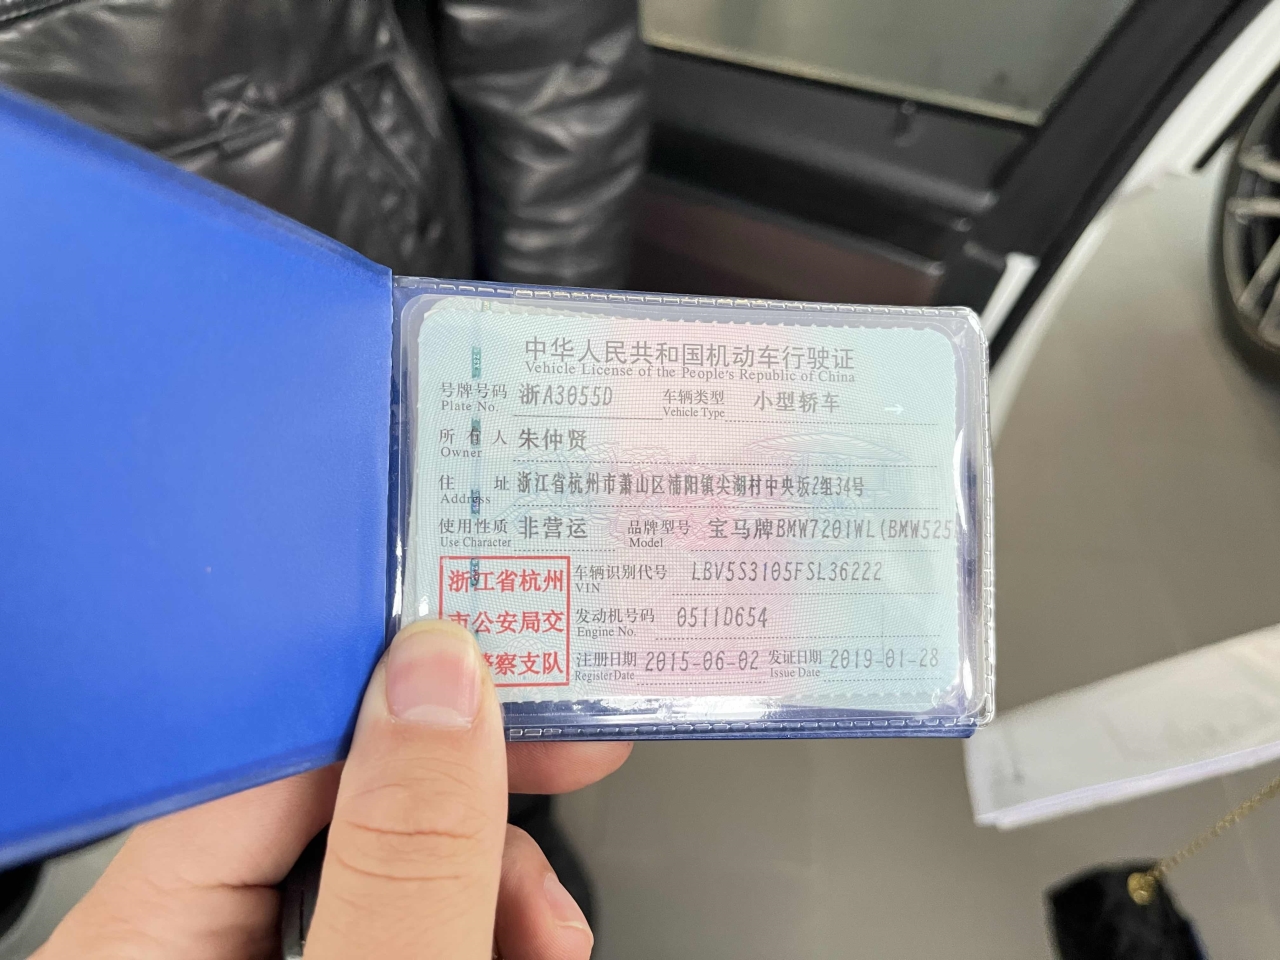 中华人民共和国机动车行驶证
Vehicle License of the People's Republic of China
号牌号码 浙A3055D 车辆类型 小型轿车
Plate No. Vehicle Type
所有人 朱仲贤
Owner
住址 浙江省杭州市萧山区浦阳镇尖湖村中央坂2组34号
Address
使用性质 非营运 品牌型号 宝马牌BMW7201WL(BMW525
Use Character Model
浙江省杭州 车辆识别代号 LBV5S3105FSL36222
VIN
市公安局交 发动机号码 0511D654
Engine No.
警察支队 注册日期 2015-06-02 发证日期 2019-01-28
Register Date Issue Date